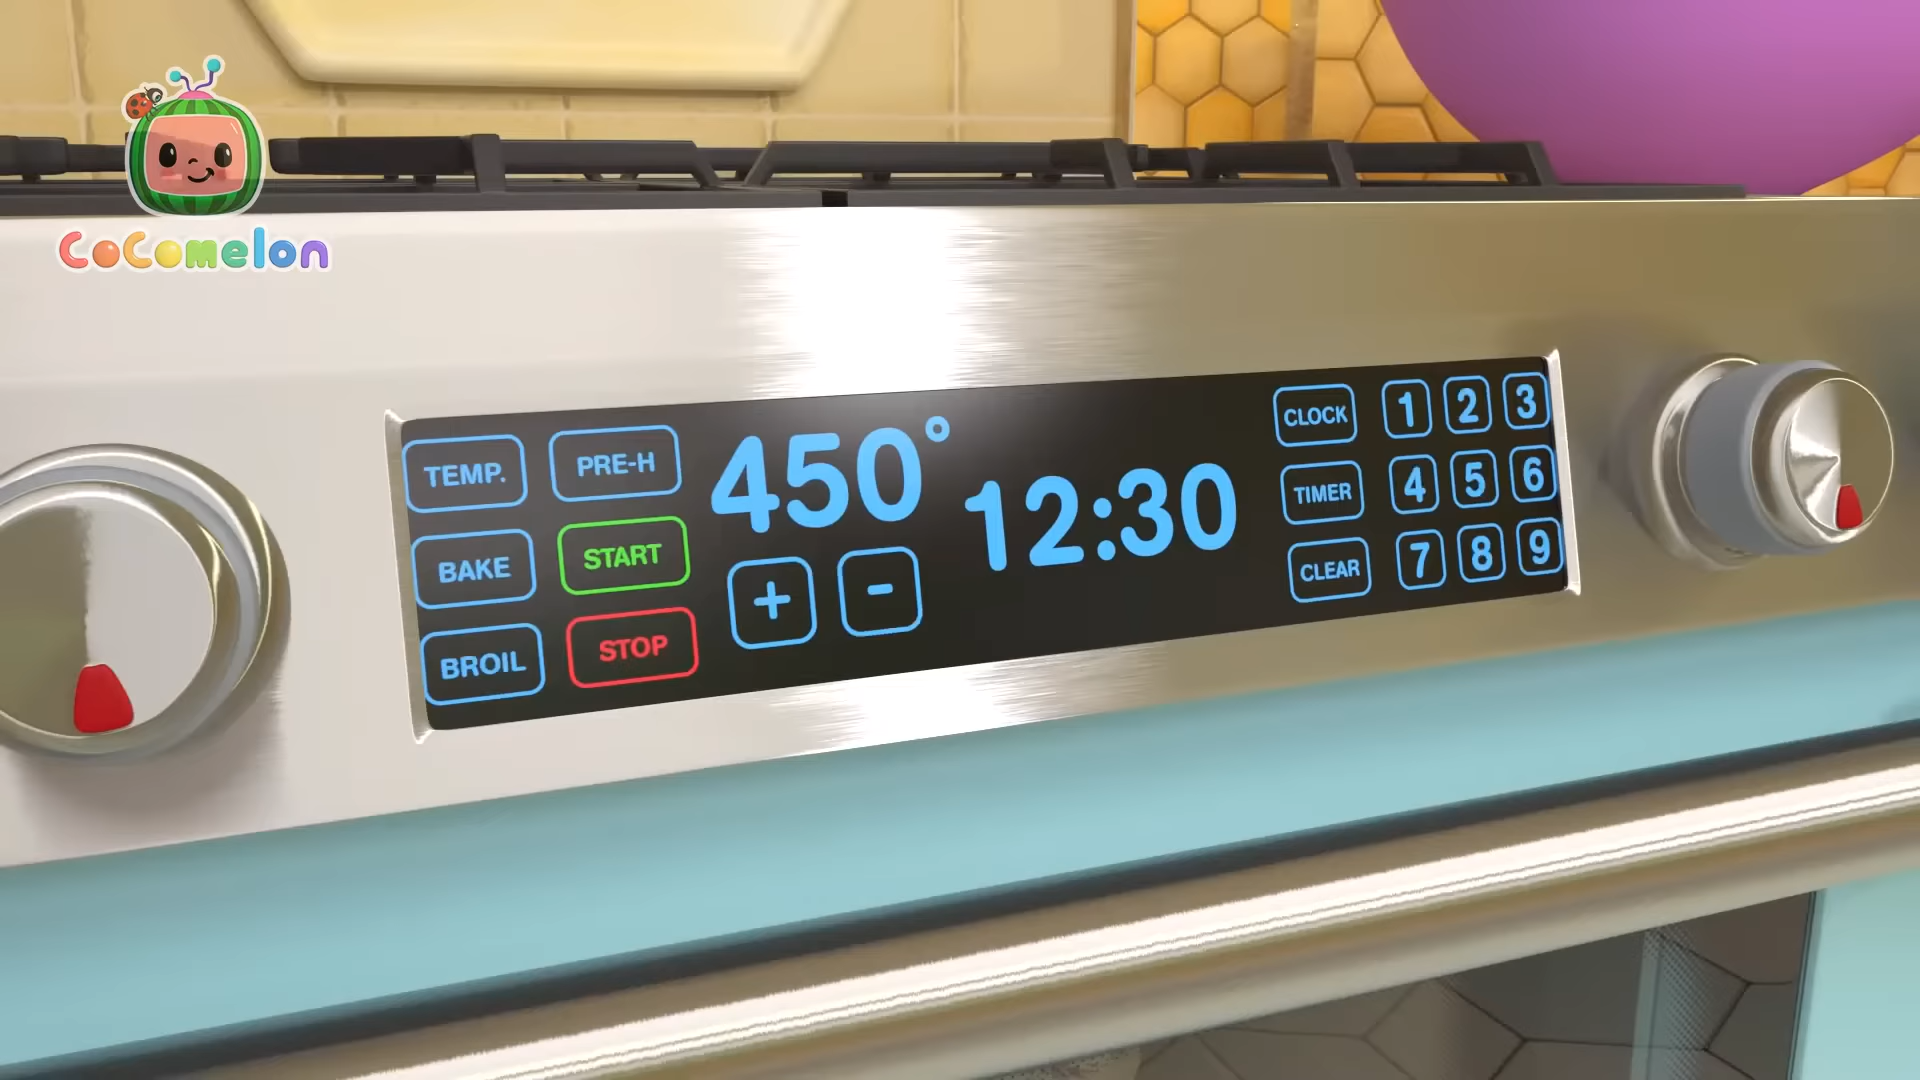 CoComelon
TEMP. PRE-H
BAKE START
BROIL STOP
450°
+ -
12:30
CLOCK 1 2 3
TIMER 4 5 6
CLEAR 7 8 9